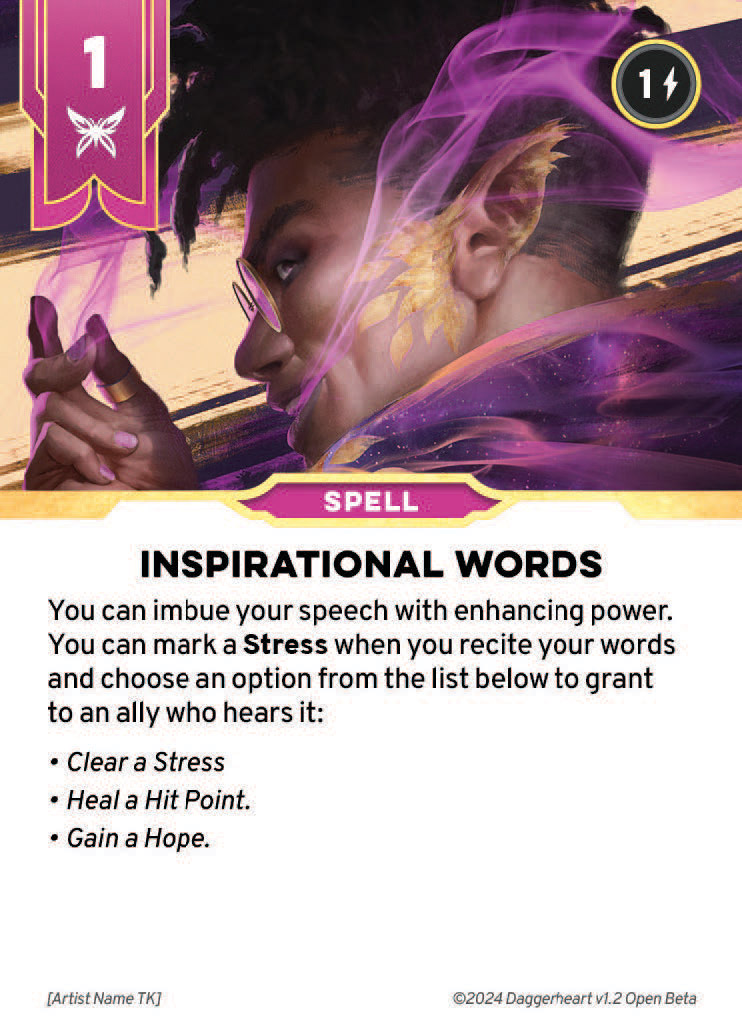 1
1
SPELL
INSPIRATIONAL WORDS
You can imbue your speech with enhancing power.
You can mark a Stress when you recite your words
and choose an option from the list below to grant
to an ally who hears it:
• Clear a Stress
• Heal a Hit Point.
• Gain a Hope.
[Artist Name TK]
©2024 Daggerheart v1.2 Open Beta